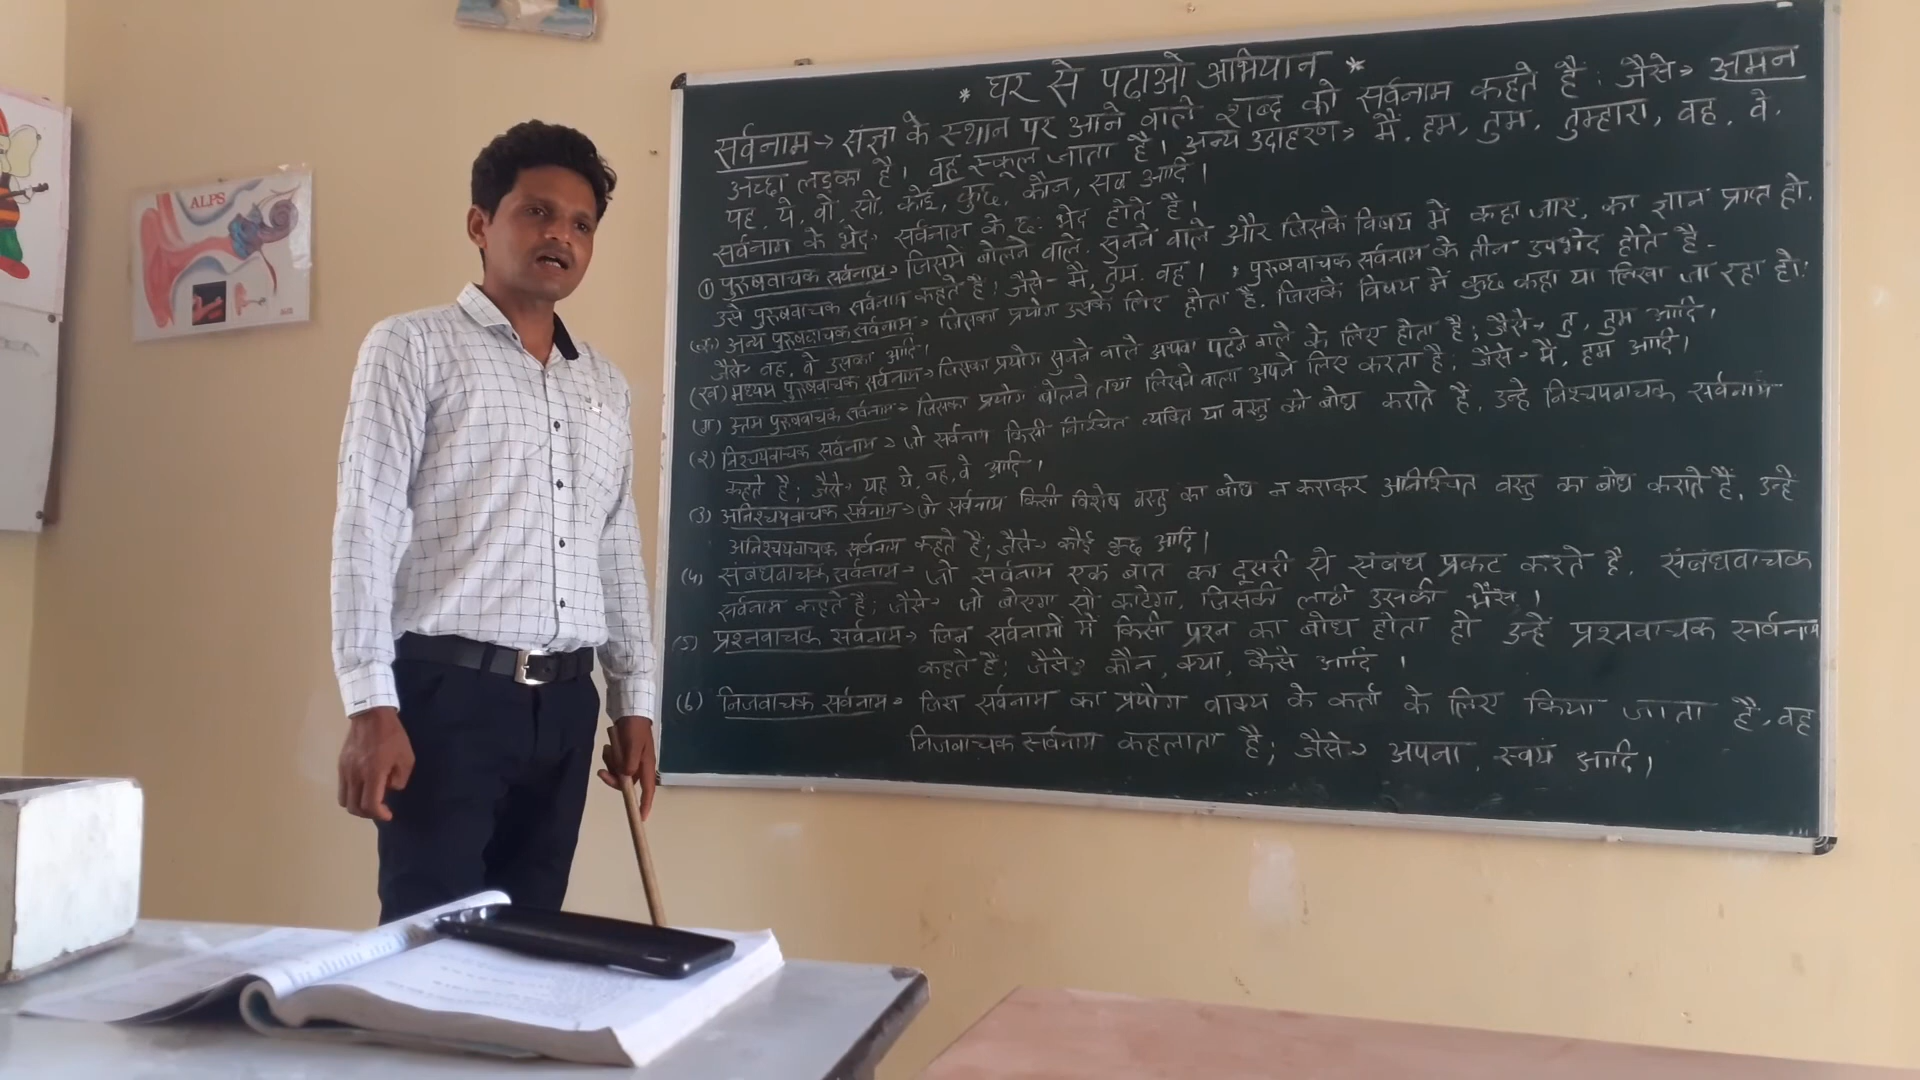 ALPS
* घर से पढाओ अभियान *
सर्वनाम → संज्ञा के स्थान पर आने वाले शब्द को सर्वनाम कहते हैं: जैसे→ अमन
अच्छा लड़का है। वह स्कूल जाता है। अन्य उदाहरण→ मैं, हम, तुम, तुम्हारा, वह, वे,
यह, ये, वो, सो, कोई, कुछ, कौन, सब आदि।
सर्वनाम के भेद- सर्वनाम के छ: भेद होते है।
① पुरुषवाचक सर्वनाम→ जिसमे बोलने वाले, सुनने वाले और जिसके विषय में कहा जाए, का ज्ञान प्राप्त हो,
उसे पुरुषवाचक सर्वनाम कहते है; जैसे- मै, तुम, वह। * पुरुषवाचक सर्वनाम के तीन उपभेद होते है-
(क) अन्य पुरुषवाचक सर्वनाम→ जिसका प्रयोग उसके लिए होता है, जिसके विषय में कुछ कहा या लिखा जा रहा हो;
जैसे- वह, वे उसका आदि।
(ख) मध्यम पुरुषवाचक सर्वनाम→ जिसका प्रयोग सुनने वाले अथवा पढने वाले के लिए होता है; जैसे→ तु, तुम आदि,
(ग) उतम पुरुषवाचक सर्वनाम→ जिसका प्रयोग बोलने तथा लिखने वाला अपने लिए करता है; जैसे- मै, हम आदि।
(२) निश्चयवाचक सर्वनाम→ जो सर्वनाम किसी निश्चित व्यक्ति या वस्तु को बोध कराते है, उन्हे निश्चयवाचक सर्वनाम
कहते है; जैसे- यह ये, वह, वे आदि।
(3) अनिश्चयवाचक सर्वनाम→ जो सर्वनाम किसी विशेष वस्तु का बोध न कराकर अनिश्चित वस्तु का बोध कराते हैं, उन्हे
अनिश्चयवाचक सर्वनाम कहते है; जैसे→ कोई कुछ आदि।
(4) संबंधवाचक सर्वनाम→ जो सर्वनाम एक बात का दूसरी से संबंध प्रकट करते है, संबंधवाचक
सर्वनाम कहते है; जैसे→ जो बोएगा सो काटेगा, जिसकी लाठी उसकी भैंस।
(5) प्रश्नवाचक सर्वनाम→ जिन सर्वनामों मे किसी प्रश्न का बोध होता हो उन्हें प्रश्नवाचक सर्वनाम
कहते हैं; जैसे→ कौन, क्या, कैसे आदि।
(6) निजवाचक सर्वनाम→ जिस सर्वनाम का प्रयोग वाक्य के कर्ता के लिए किया जाता है, वह
निजवाचक सर्वनाम कहलाता है; जैसे→ अपना, स्वयं आदि।